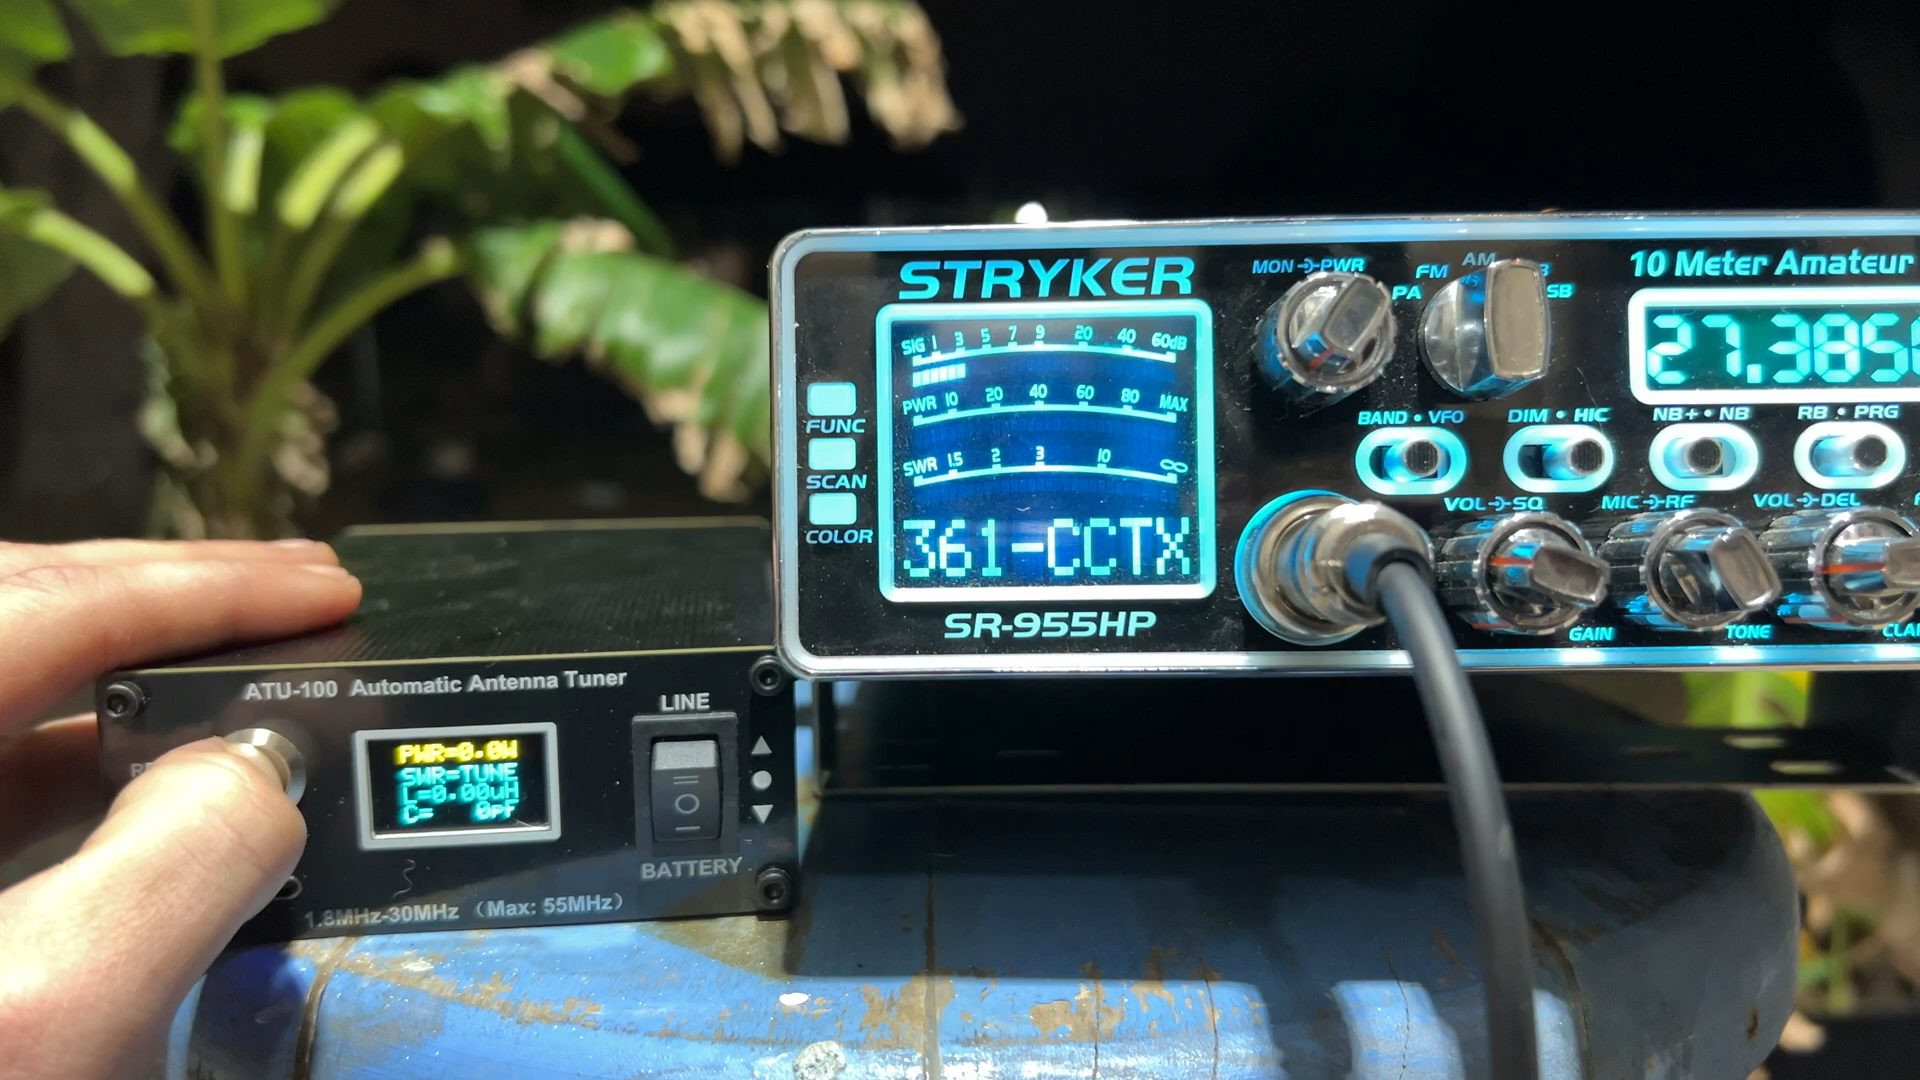 STRYKER
SIG 1 3 5 7 9 20 40 60dB
PWR 10 20 40 60 80 MAX
SWR 1.5 2 3 10 ∞
361-CCTX
SR-955HP
FUNC
SCAN
COLOR
MON PWR
PA FM AM
10 Meter Amateur
27.385
BAND • VFO
DIM • HIC
NB+ • NB
RB • PRG
VOL SQ
MIC RF
VOL DEL
GAIN
TONE
ATU-100 Automatic Antenna Tuner
PWR=0.0W
SWR=TUNE
L=0.00uH
C= 0pF
LINE
BATTERY
1.8MHz-30MHz (Max: 55MHz)